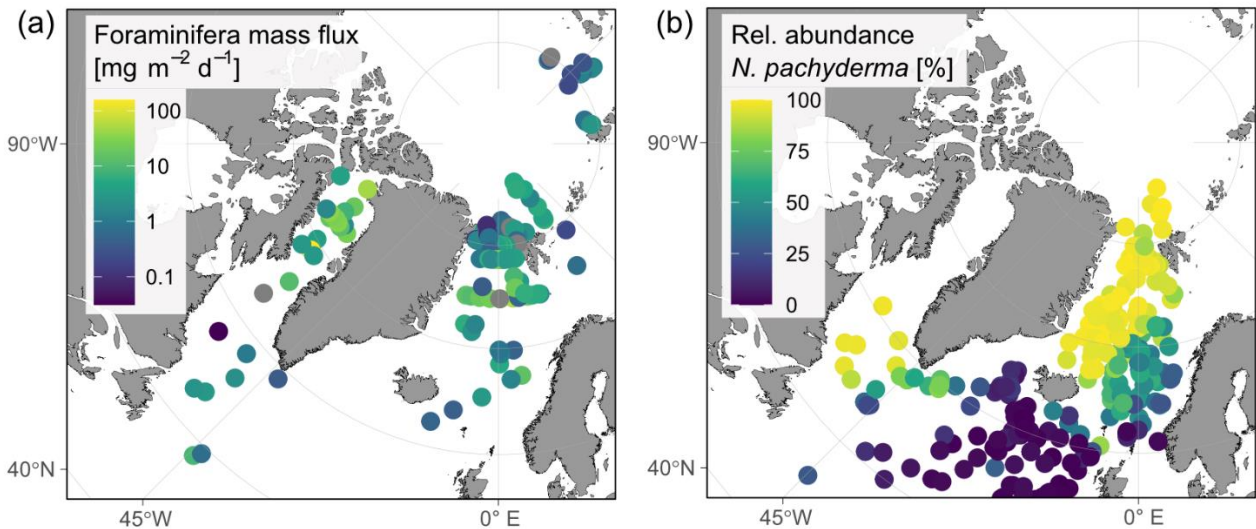 (a)
Foraminifera mass flux
[mg m⁻² d⁻¹]
100
10
1
0.1
90°W
40°N
45°W
0° E
(b)
Rel. abundance
N. pachyderma [%]
100
75
50
25
0
90°W
40°N
45°W
0° E